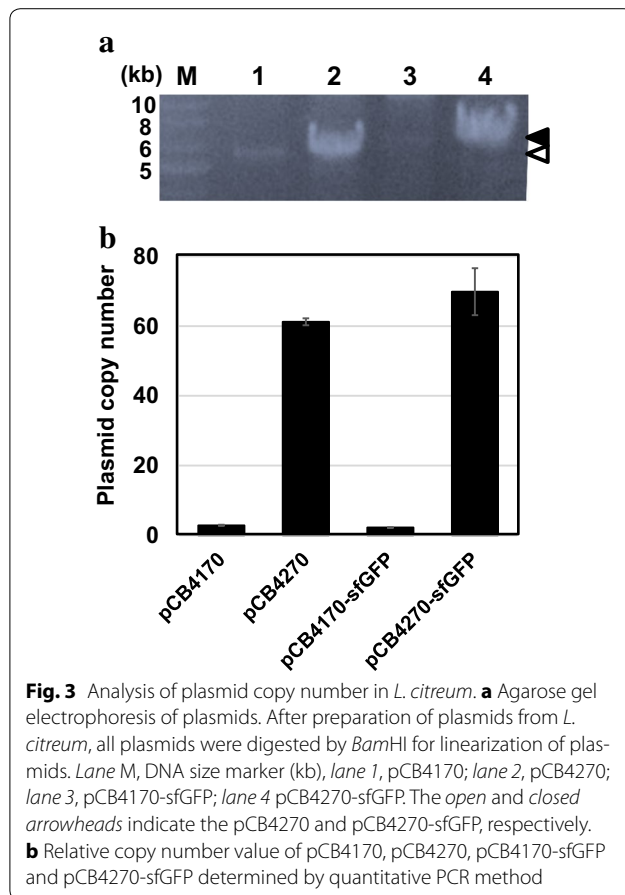 a
(kb) M 1 2 3 4
10
8
6
5
b
Plasmid copy number
80
60
40
20
0
pCB4170
pCB4270
pCB4170-sfGFP
pCB4270-sfGFP
Fig. 3 Analysis of plasmid copy number in L. citreum. a Agarose gel
electrophoresis of plasmids. After preparation of plasmids from L.
citreum, all plasmids were digested by BamHI for linearization of plas-
mids. Lane M, DNA size marker (kb), lane 1, pCB4170; lane 2, pCB4270;
lane 3, pCB4170-sfGFP; lane 4 pCB4270-sfGFP. The open and closed
arrowheads indicate the pCB4270 and pCB4270-sfGFP, respectively.
b Relative copy number value of pCB4170, pCB4270, pCB4170-sfGFP
and pCB4270-sfGFP determined by quantitative PCR method